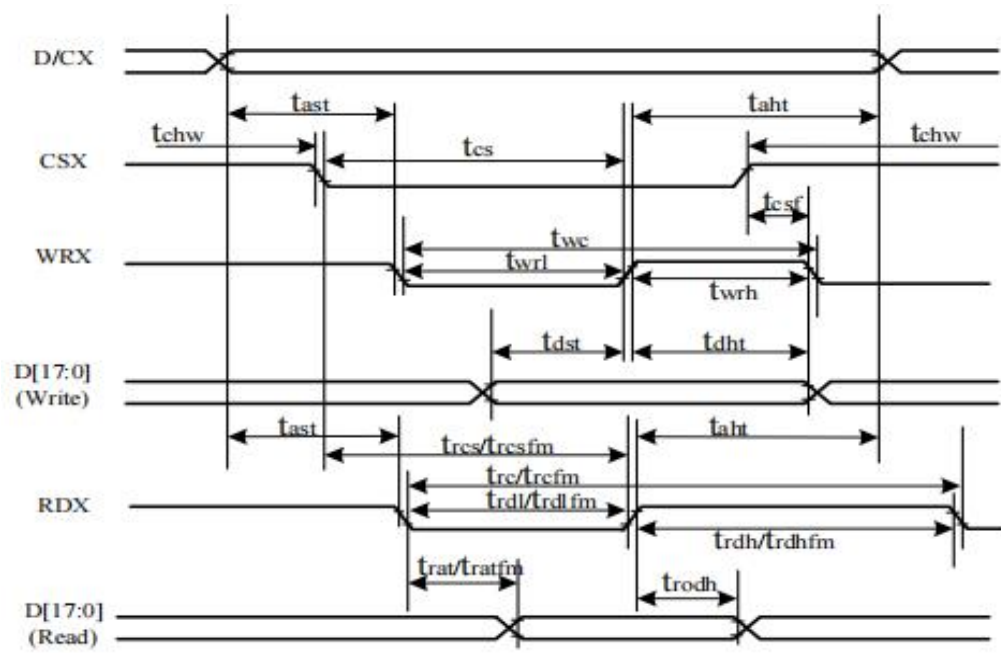 D/CX
tast
taht
tchw
tchw
CSX
tcs
tcsf
twc
WRX
twrl
twrh
tdst
tdht
D[17:0]
(Write)
tast
taht
trcs/trcsfm
trc/trcfm
RDX
trdl/trdlfm
trdh/trdhfm
trat/tratfm
trodh
D[17:0]
(Read)